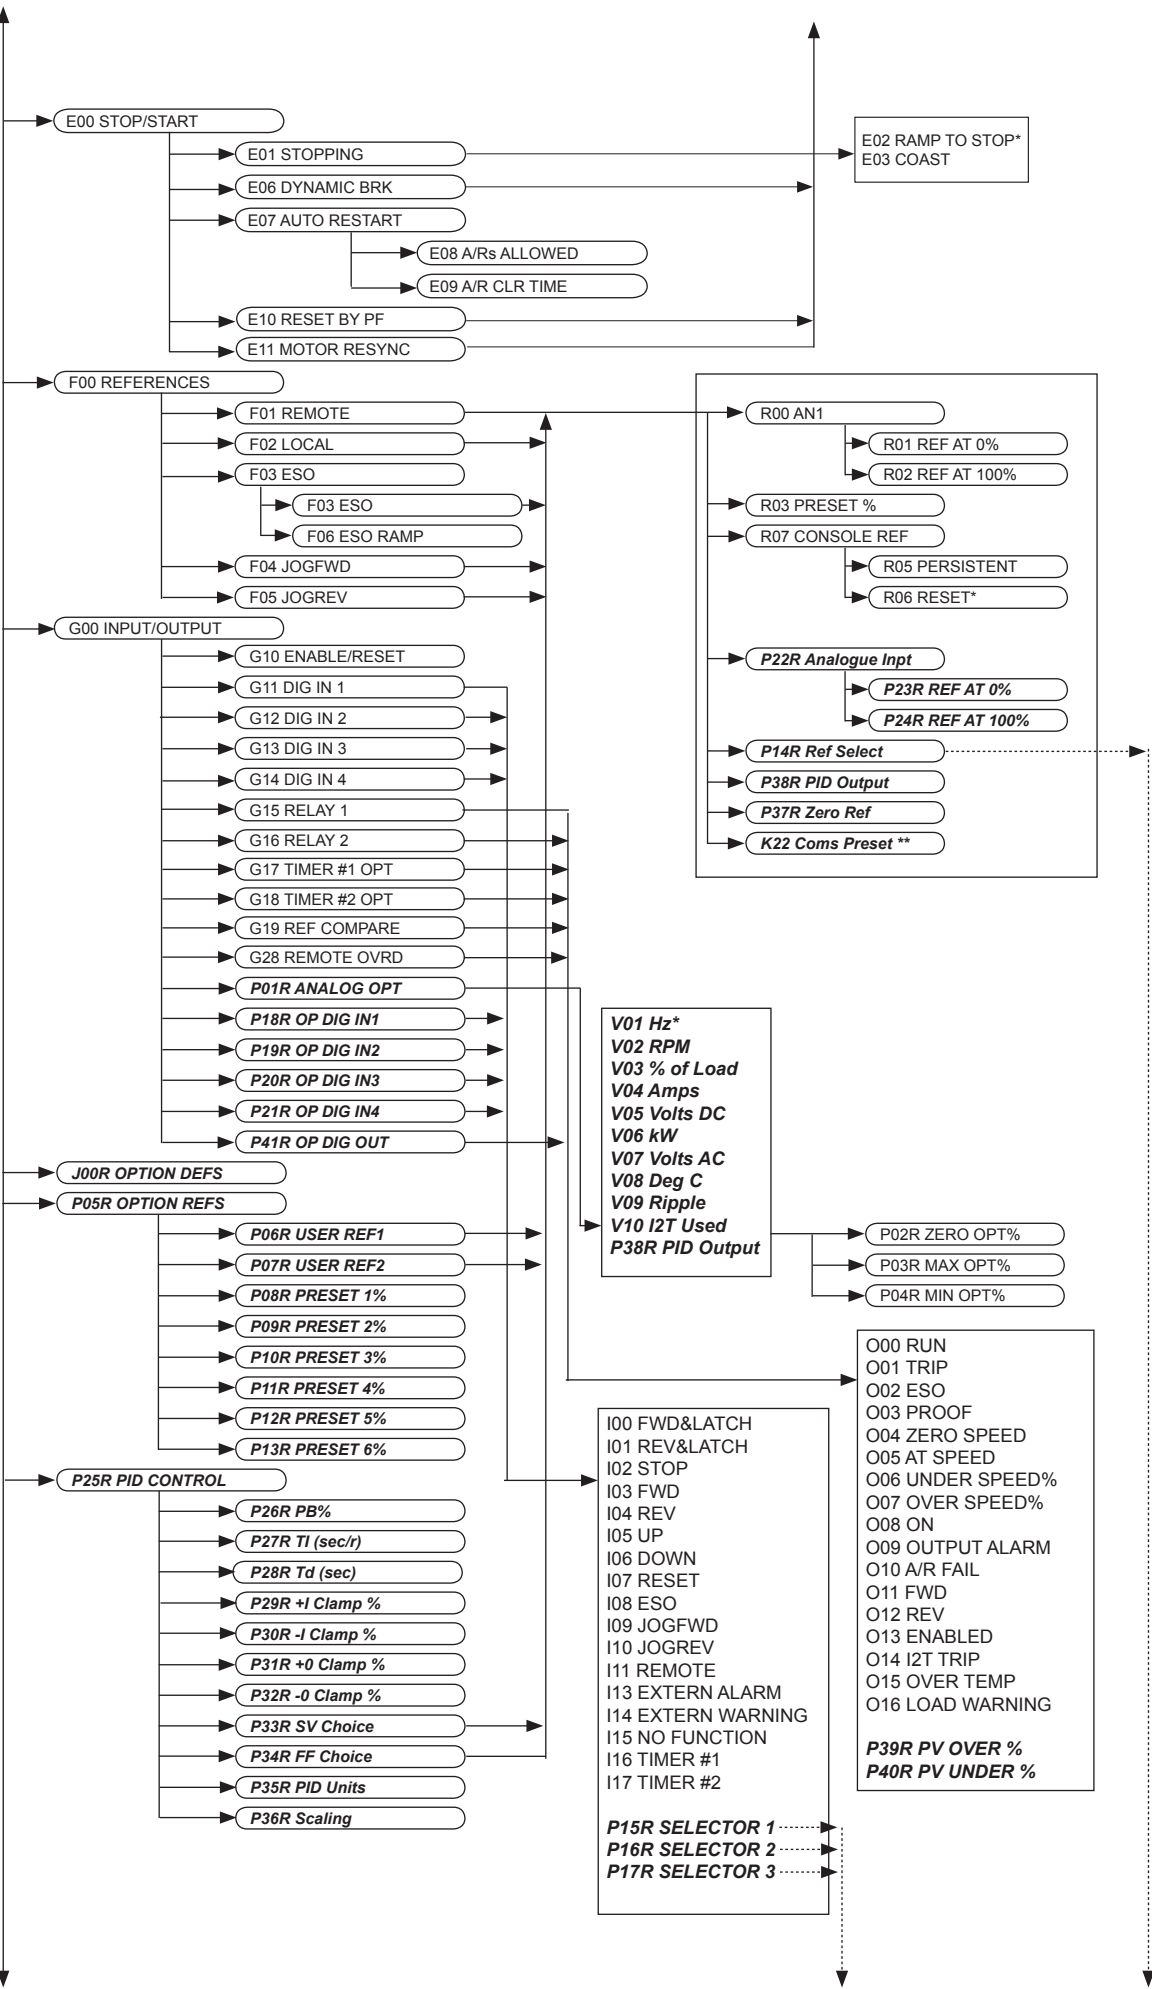 E00 STOP/START
E01 STOPPING
E02 RAMP TO STOP*
E03 COAST
E06 DYNAMIC BRK
E07 AUTO RESTART
E08 A/Rs ALLOWED
E09 A/R CLR TIME
E10 RESET BY PF
E11 MOTOR RESYNC
F00 REFERENCES
F01 REMOTE
F02 LOCAL
F03 ESO
F03 ESO
F06 ESO RAMP
F04 JOGFWD
F05 JOGREV
R00 AN1
R01 REF AT 0%
R02 REF AT 100%
R03 PRESET %
R07 CONSOLE REF
R05 PERSISTENT
R06 RESET*
P22R Analogue Inpt
P23R REF AT 0%
P24R REF AT 100%
P14R Ref Select
P38R PID Output
P37R Zero Ref
K22 Coms Preset **
G00 INPUT/OUTPUT
G10 ENABLE/RESET
G11 DIG IN 1
G12 DIG IN 2
G13 DIG IN 3
G14 DIG IN 4
G15 RELAY 1
G16 RELAY 2
G17 TIMER #1 OPT
G18 TIMER #2 OPT
G19 REF COMPARE
G28 REMOTE OVRD
P01R ANALOG OPT
P18R OP DIG IN1
P19R OP DIG IN2
P20R OP DIG IN3
P21R OP DIG IN4
P41R OP DIG OUT
V01 Hz*
V02 RPM
V03 % of Load
V04 Amps
V05 Volts DC
V06 kW
V07 Volts AC
V08 Deg C
V09 Ripple
V10 I2T Used
P38R PID Output
P02R ZERO OPT%
P03R MAX OPT%
P04R MIN OPT%
J00R OPTION DEFS
P05R OPTION REFS
P06R USER REF1
P07R USER REF2
P08R PRESET 1%
P09R PRESET 2%
P10R PRESET 3%
P11R PRESET 4%
P12R PRESET 5%
P13R PRESET 6%
P25R PID CONTROL
P26R PB%
P27R TI (sec/r)
P28R Td (sec)
P29R +I Clamp %
P30R -I Clamp %
P31R +0 Clamp %
P32R -0 Clamp %
P33R SV Choice
P34R FF Choice
P35R PID Units
P36R Scaling
I00 FWD&LATCH
I01 REV&LATCH
I02 STOP
I03 FWD
I04 REV
I05 UP
I06 DOWN
I07 RESET
I08 ESO
I09 JOGFWD
I10 JOGREV
I11 REMOTE
I13 EXTERN ALARM
I14 EXTERN WARNING
I15 NO FUNCTION
I16 TIMER #1
I17 TIMER #2
P15R SELECTOR 1
P16R SELECTOR 2
P17R SELECTOR 3
O00 RUN
O01 TRIP
O02 ESO
O03 PROOF
O04 ZERO SPEED
O05 AT SPEED
O06 UNDER SPEED%
O07 OVER SPEED%
O08 ON
O09 OUTPUT ALARM
O10 A/R FAIL
O11 FWD
O12 REV
O13 ENABLED
O14 I2T TRIP
O15 OVER TEMP
O16 LOAD WARNING
P39R PV OVER %
P40R PV UNDER %